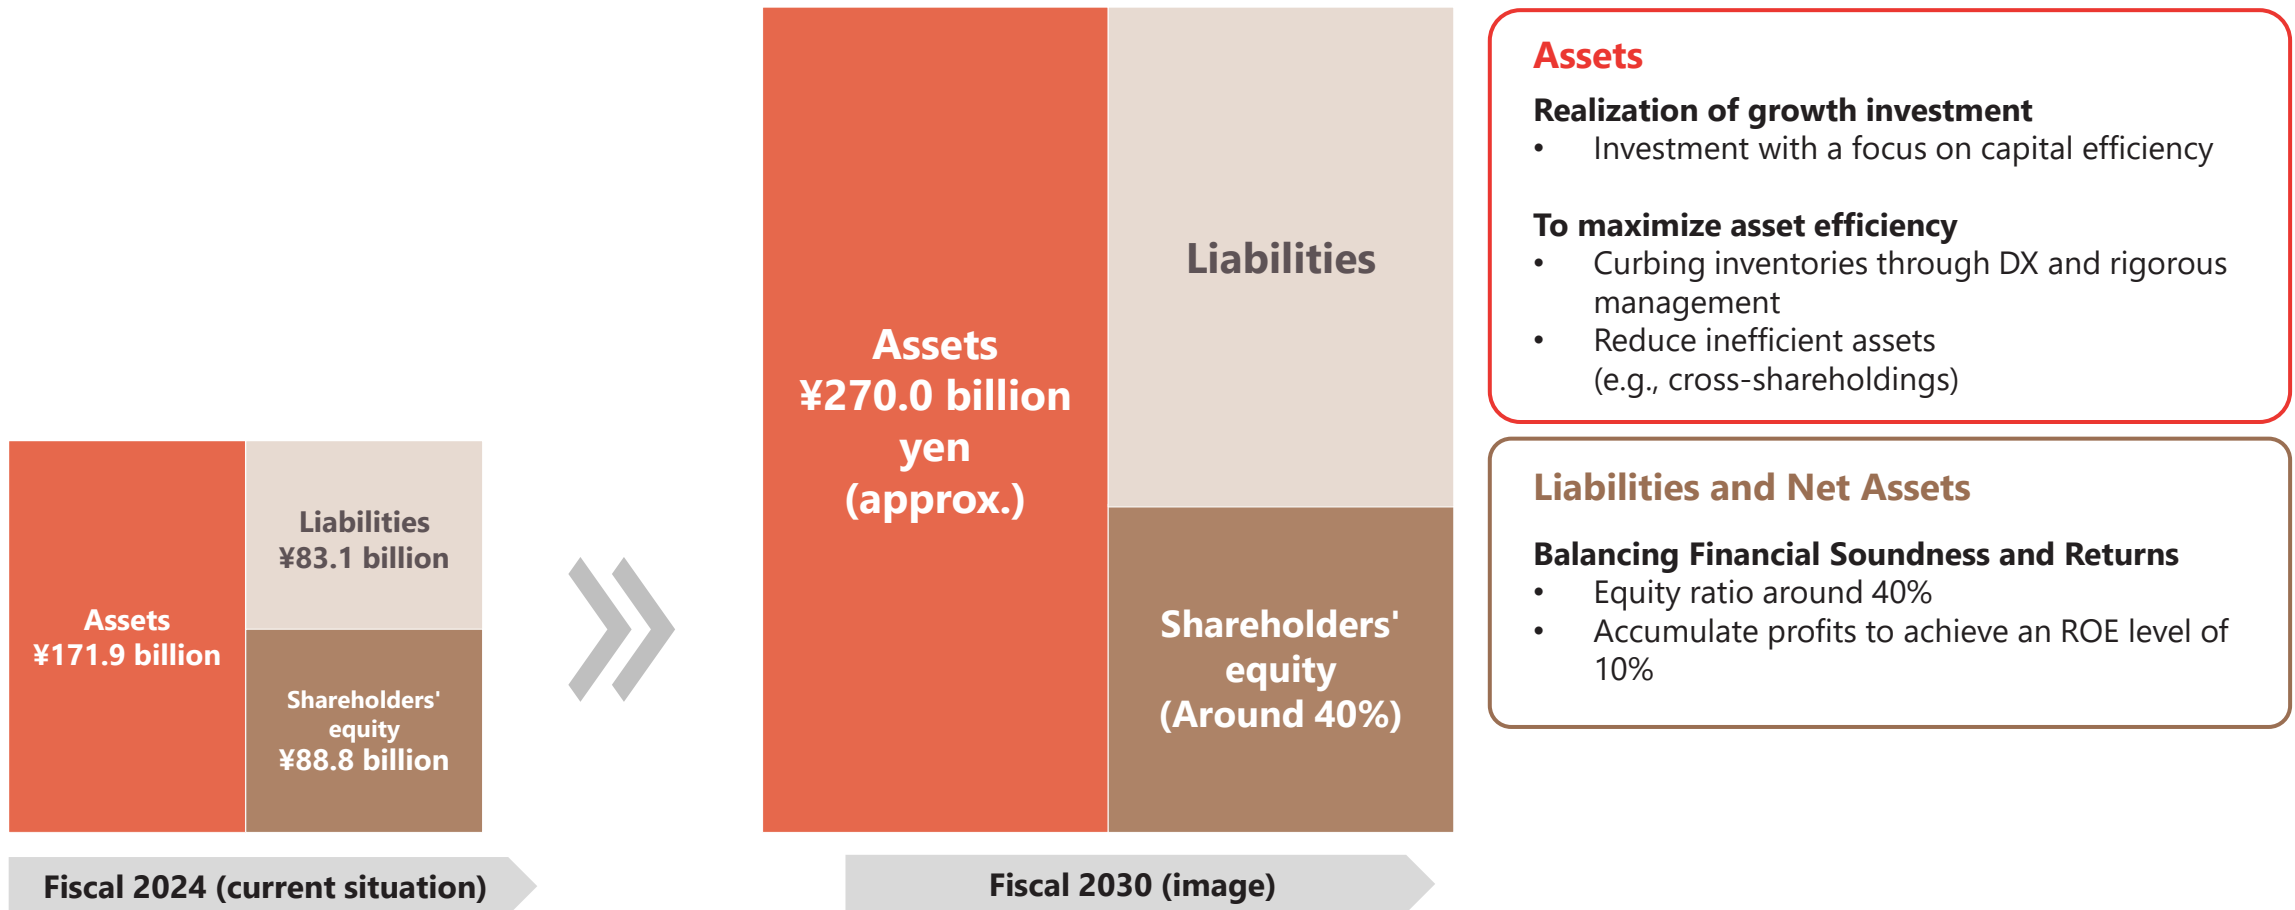 Assets
¥171.9 billion
Liabilities
¥83.1 billion
Shareholders'
equity
¥88.8 billion
Fiscal 2024 (current situation)
Assets
¥270.0 billion
yen
(approx.)
Liabilities
Shareholders'
equity
(Around 40%)
Fiscal 2030 (image)
Assets
Realization of growth investment
• Investment with a focus on capital efficiency
To maximize asset efficiency
• Curbing inventories through DX and rigorous
management
• Reduce inefficient assets
(e.g., cross-shareholdings)
Liabilities and Net Assets
Balancing Financial Soundness and Returns
• Equity ratio around 40%
• Accumulate profits to achieve an ROE level of
10%